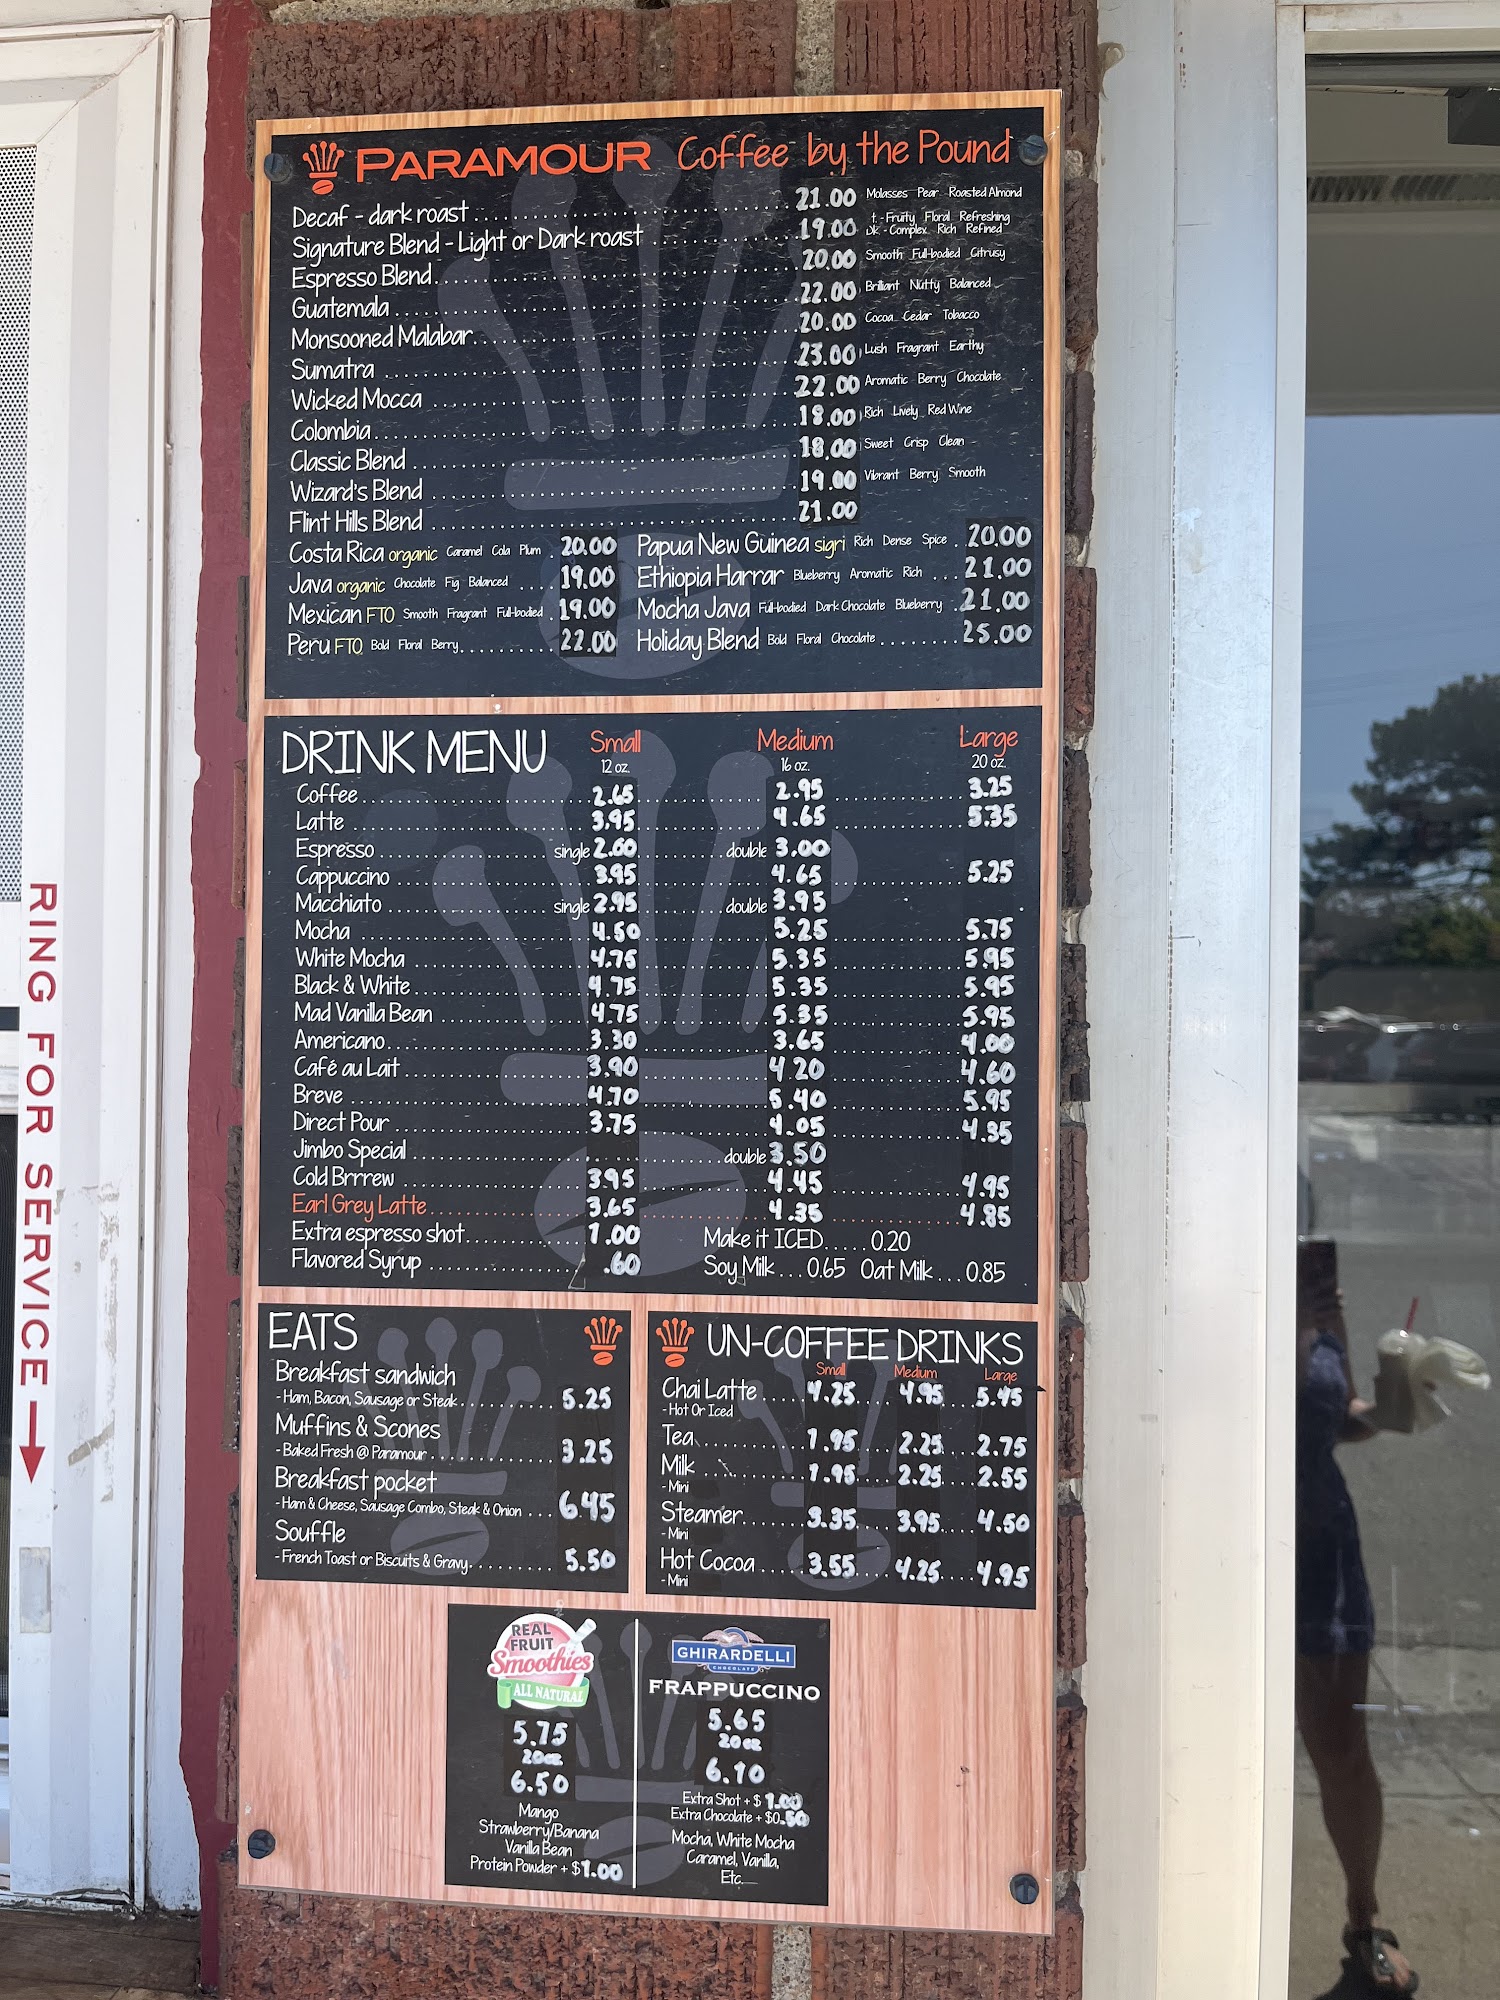 PARAMOUR Coffee by the Pound
Decaf - dark roast 21.00 Molasses Pear Roasted Almond
Signature Blend - Light or Dark roast 19.00 t. - Fruity Floral Refreshing
Dk. - Complex Rich Refined
Espresso Blend 20.00 Smooth Full-bodied Citrusy
Guatemala 22.00 Brilliant Nutty Balanced
Monsooned Malabar 20.00 Cocoa Cedar Tobacco
Sumatra 23.00 Lush Fragrant Earthy
Wicked Mocca 22.00 Aromatic Berry Chocolate
Colombia 18.00 Rich Lively Red Wine
Classic Blend 18.00 Sweet Crisp Clean
Wizard's Blend 19.00 Vibrant Berry Smooth
Flint Hills Blend 21.00
Costa Rica organic Caramel Cola Plum 20.00 Papua New Guinea sigri Rich Dense Spice 20.00
Java organic Chocolate Fig Balanced 19.00 Ethiopia Harrar Blueberry Aromatic Rich 21.00
Mexican FTO Smooth Fragrant Full-bodied 19.00 Mocha Java Full-bodied Dark Chocolate Blueberry 21.00
Peru FTO Bold Floral Berry 22.00 Holiday Blend Bold Floral Chocolate 25.00
DRINK MENU Small Medium Large
12 oz. 16 oz. 20 oz.
Coffee 2.65 2.95 3.25
Latte 3.95 4.65 5.35
Espresso single 2.60 double 3.00
Cappuccino 3.95 4.65 5.25
Macchiato single 2.95 double 3.95
Mocha 4.50 5.25 5.75
White Mocha 4.75 5.35 5.95
Black & White 4.75 5.35 5.95
Mad Vanilla Bean 4.75 5.35 5.95
Americano 3.30 3.65 4.00
Café au Lait 3.90 4.20 4.60
Breve 4.70 5.40 5.95
Direct Pour 3.75 4.05 4.35
Jimbo Special double 3.50
Cold Brrrew 3.95 4.45 4.95
Earl Grey Latte 3.65 4.35 4.85
Extra espresso shot 1.00 Make it ICED 0.20
Flavored Syrup .60 Soy Milk 0.65 Oat Milk 0.85
EATS
Breakfast sandwich
- Ham, Bacon, Sausage or Steak 5.25
Muffins & Scones
- Baked Fresh @ Paramour 3.25
Breakfast pocket
- Ham & Cheese, Sausage Combo, Steak & Onion 6.45
Souffle
- French Toast or Biscuits & Gravy 5.50
UN-COFFEE DRINKS
Small Medium Large
Chai Latte 4.25 4.95 5.45
- Hot Or Iced
Tea 1.95 2.25 2.75
Milk 1.95 2.25 2.55
- Mini
Steamer 3.35 3.95 4.50
- Mini
Hot Cocoa 3.55 4.25 4.95
- Mini
REAL
FRUIT
Smoothies
ALL NATURAL
5.75
20oz
6.50
Mango
Strawberry/Banana
Vanilla Bean
Protein Powder + $1.00
GHIRARDELLI
CHOCOLATE
FRAPPUCCINO
5.65
20oz
6.10
Extra Shot + $ 1.00
Extra Chocolate + $0.50
Mocha, White Mocha
Caramel, Vanilla,
Etc....
RING FOR SERVICE